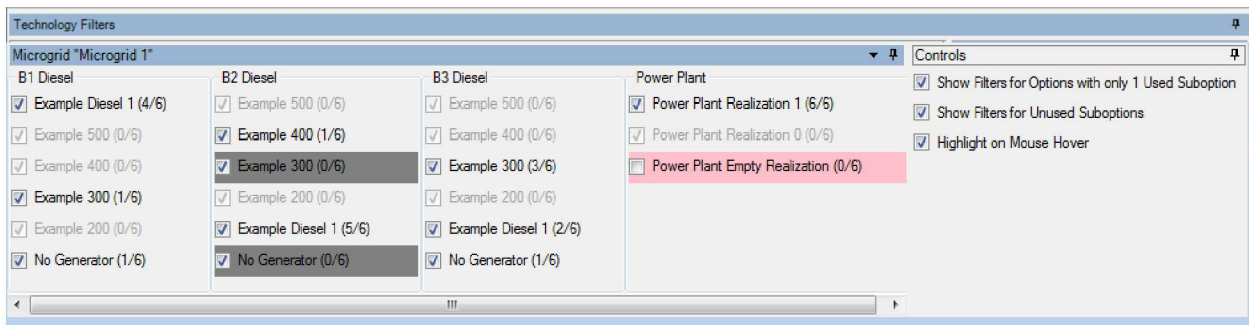 Technology Filters
Microgrid "Microgrid 1"
Controls
B1 Diesel
Example Diesel 1 (4/6)
Example 500 (0/6)
Example 400 (0/6)
Example 300 (1/6)
Example 200 (0/6)
No Generator (1/6)
B2 Diesel
Example 500 (0/6)
Example 400 (1/6)
Example 300 (0/6)
Example 200 (0/6)
Example Diesel 1 (5/6)
No Generator (0/6)
B3 Diesel
Example 500 (0/6)
Example 400 (0/6)
Example 300 (3/6)
Example 200 (0/6)
Example Diesel 1 (2/6)
No Generator (1/6)
Power Plant
Power Plant Realization 1 (6/6)
Power Plant Realization 0 (0/6)
Power Plant Empty Realization (0/6)
Show Filters for Options with only 1 Used Suboption
Show Filters for Unused Suboptions
Highlight on Mouse Hover